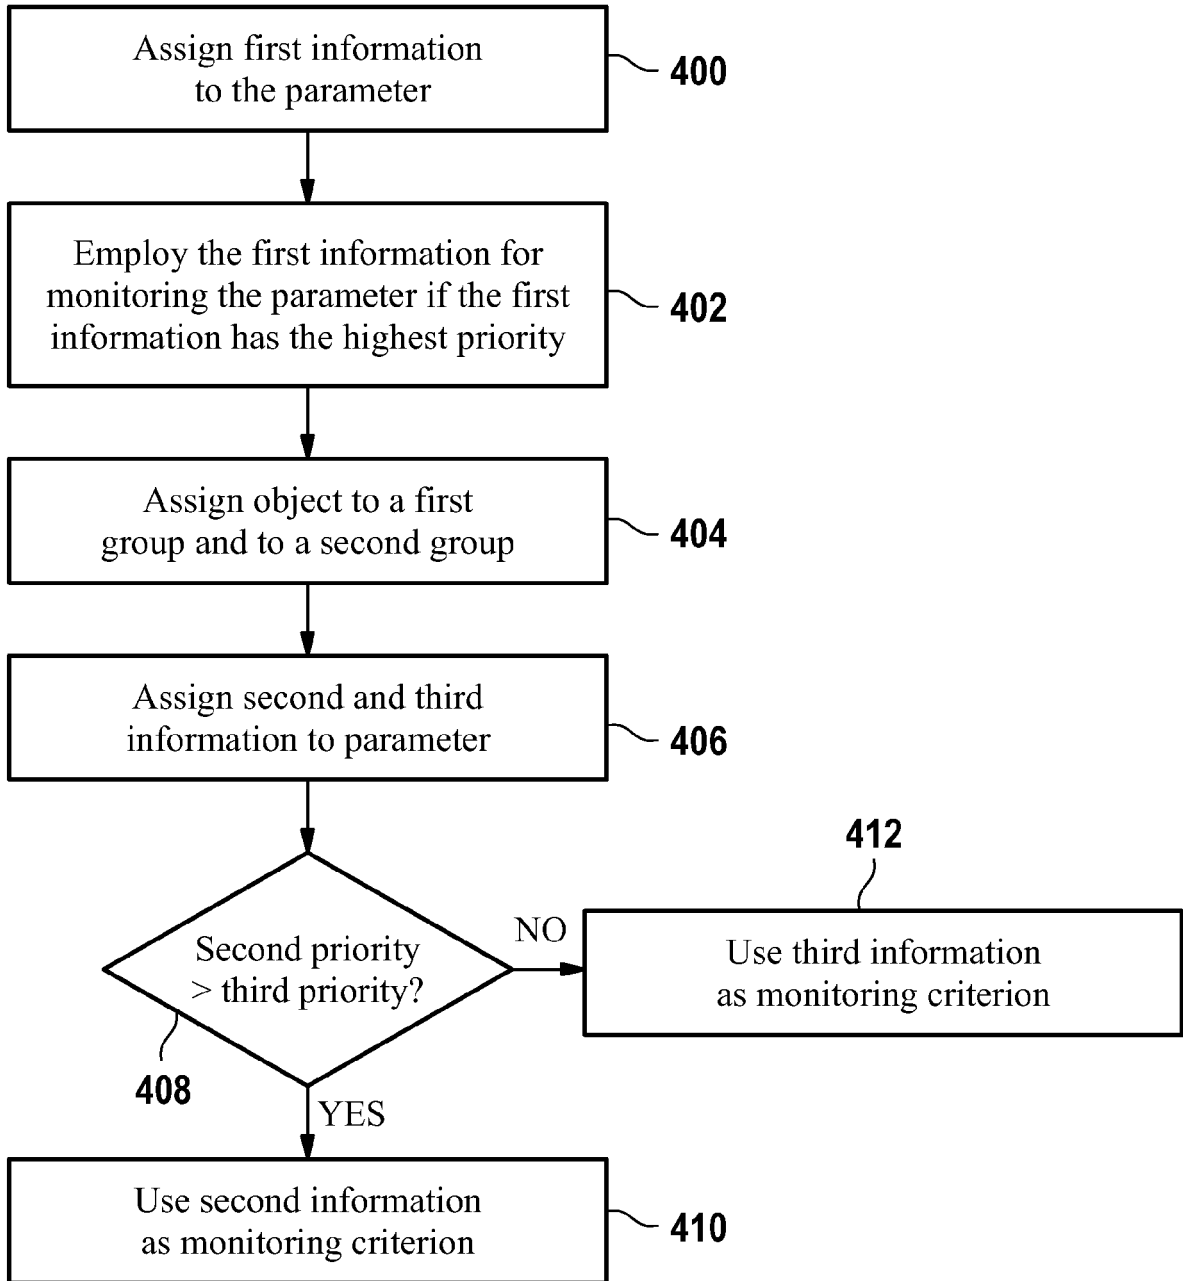 Assign first information
to the parameter
400
Employ the first information for
monitoring the parameter if the first
information has the highest priority
402
Assign object to a first
group and to a second group
404
Assign second and third
information to parameter
406
Second priority
> third priority?
408
NO
412
Use third information
as monitoring criterion
YES
Use second information
as monitoring criterion
410